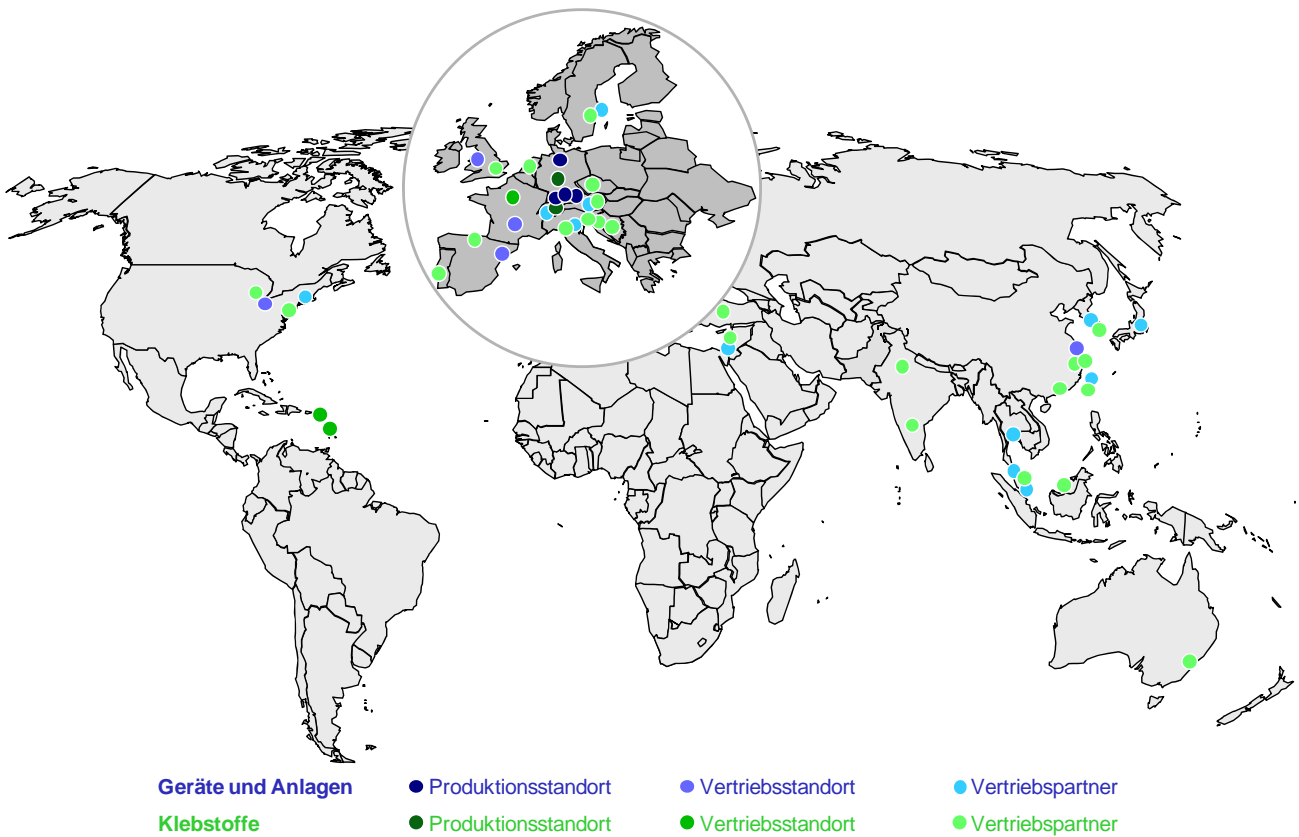 Geräte und Anlagen Produktionsstandort Vertriebsstandort Vertriebspartner
Klebstoffe Produktionsstandort Vertriebsstandort Vertriebspartner